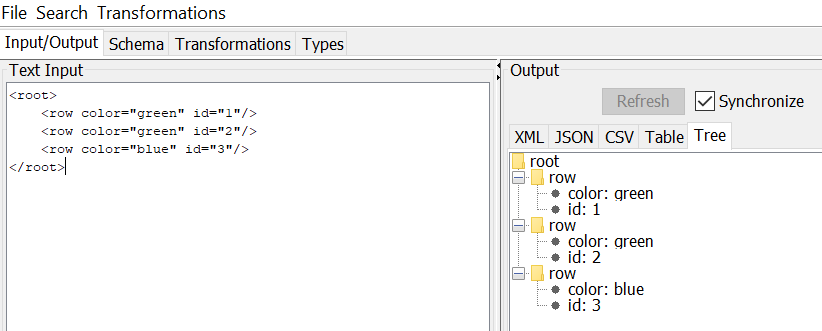 File Search Transformations
Input/Output Schema Transformations Types
Text Input
<root>
    <row color="green" id="1"/>
    <row color="green" id="2"/>
    <row color="blue" id="3"/>
</root>
Output
Refresh Synchronize
XML JSON CSV Table Tree
root
row
color: green
id: 1
row
color: green
id: 2
row
color: blue
id: 3